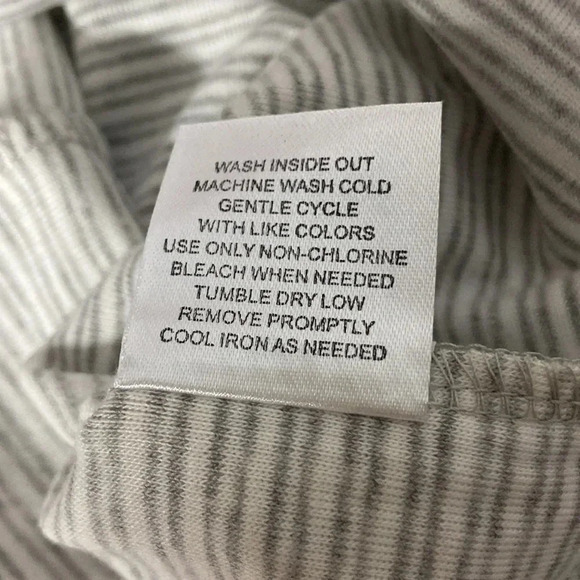 WASH INSIDE OUT
MACHINE WASH COLD
GENTLE CYCLE
WITH LIKE COLORS
USE ONLY NON-CHLORINE
BLEACH WHEN NEEDED
TUMBLE DRY LOW
REMOVE PROMPTLY
COOL IRON AS NEEDED